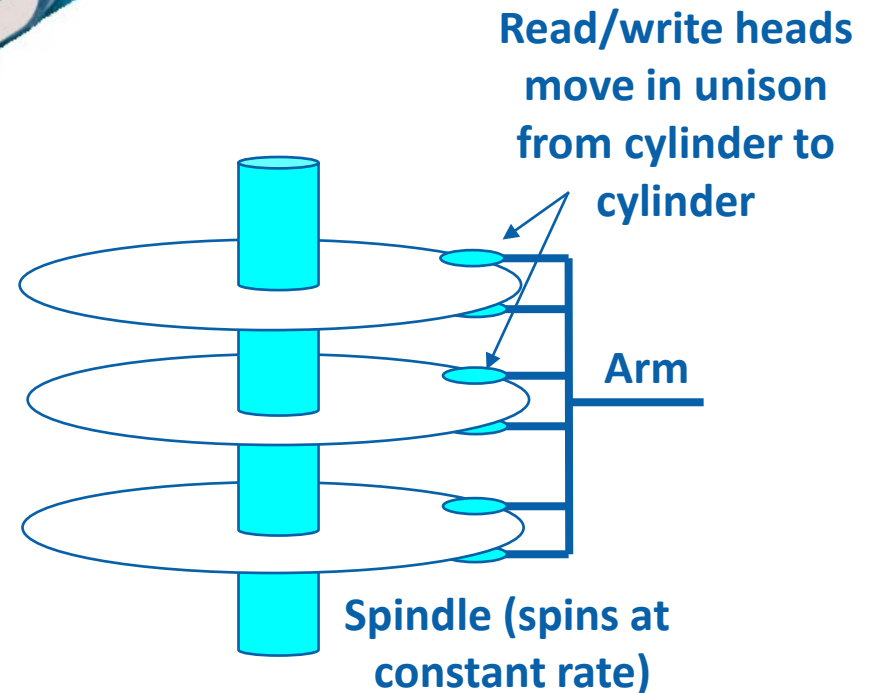 Read/write heads
move in unison
from cylinder to
cylinder
Arm
Spindle (spins at
constant rate)